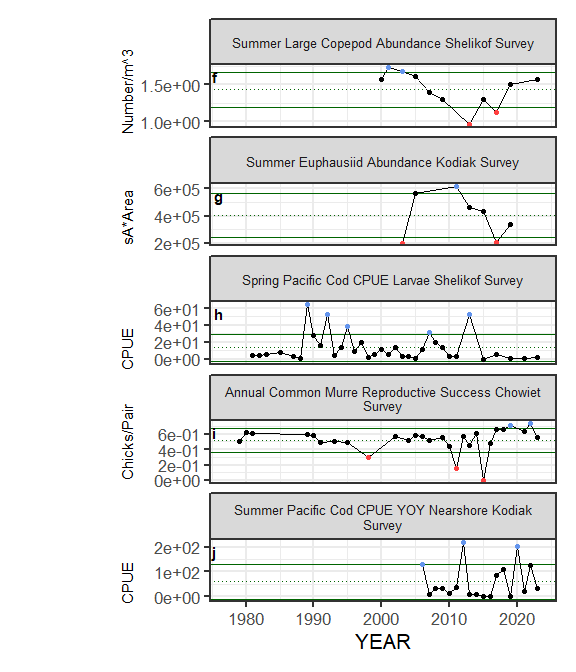 Summer Large Copepod Abundance Shelikof Survey
Number/m^3
f
1.5e+00
1.0e+00
Summer Euphausiid Abundance Kodiak Survey
sA*Area
g
6e+05
4e+05
2e+05
Spring Pacific Cod CPUE Larvae Shelikof Survey
CPUE
h
6e+01
4e+01
2e+01
0e+00
Annual Common Murre Reproductive Success Chowiet
Survey
Chicks/Pair
i
6e-01
4e-01
2e-01
0e+00
Summer Pacific Cod CPUE YOY Nearshore Kodiak
Survey
CPUE
j
2e+02
1e+02
0e+00
1980 1990 2000 2010 2020
YEAR